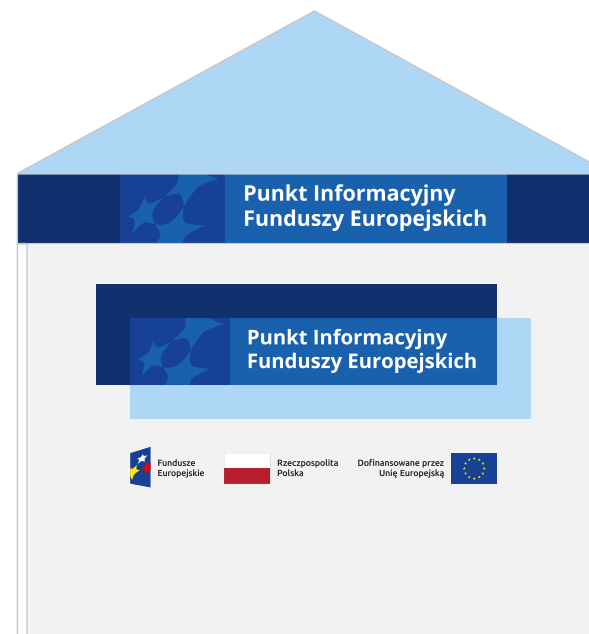 Punkt Informacyjny
Funduszy Europejskich
Punkt Informacyjny
Funduszy Europejskich
Fundusze
Europejskie
Rzeczpospolita
Polska
Dofinansowane przez
Unię Europejską